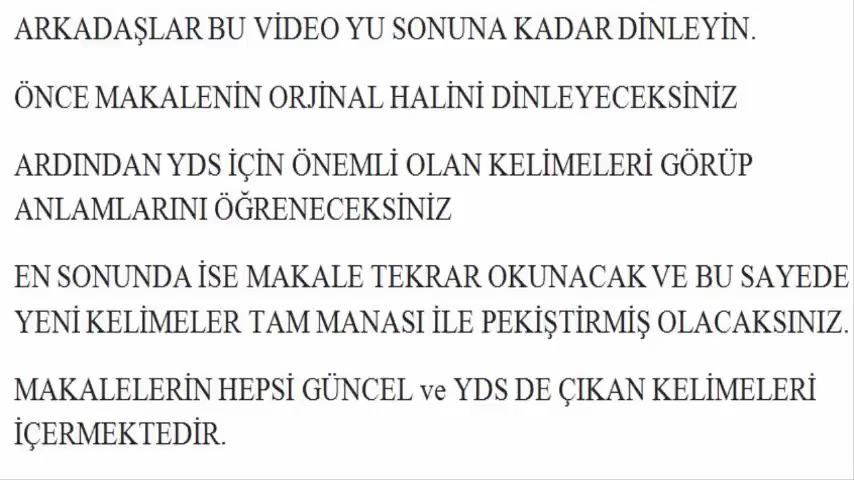 ARKADAŞLAR BU VİDEO YU SONUNA KADAR DİNLEYİN.
ÖNCE MAKALENİN ORJİNAL HALİNİ DİNLEYECEKSİNİZ
ARDINDAN YDS İÇİN ÖNEMLİ OLAN KELİMELERİ GÖRÜP
ANLAMLARINI ÖĞRENECEKSİNİZ
EN SONUNDA İSE MAKALE TEKRAR OKUNACAK VE BU SAYEDE
YENİ KELİMELER TAM MANASI İLE PEKİŞTİRMİŞ OLACAKSINIZ.
MAKALELERİN HEPSİ GÜNCEL ve YDS DE ÇIKAN KELİMELERİ
İÇERMEKTEDİR.